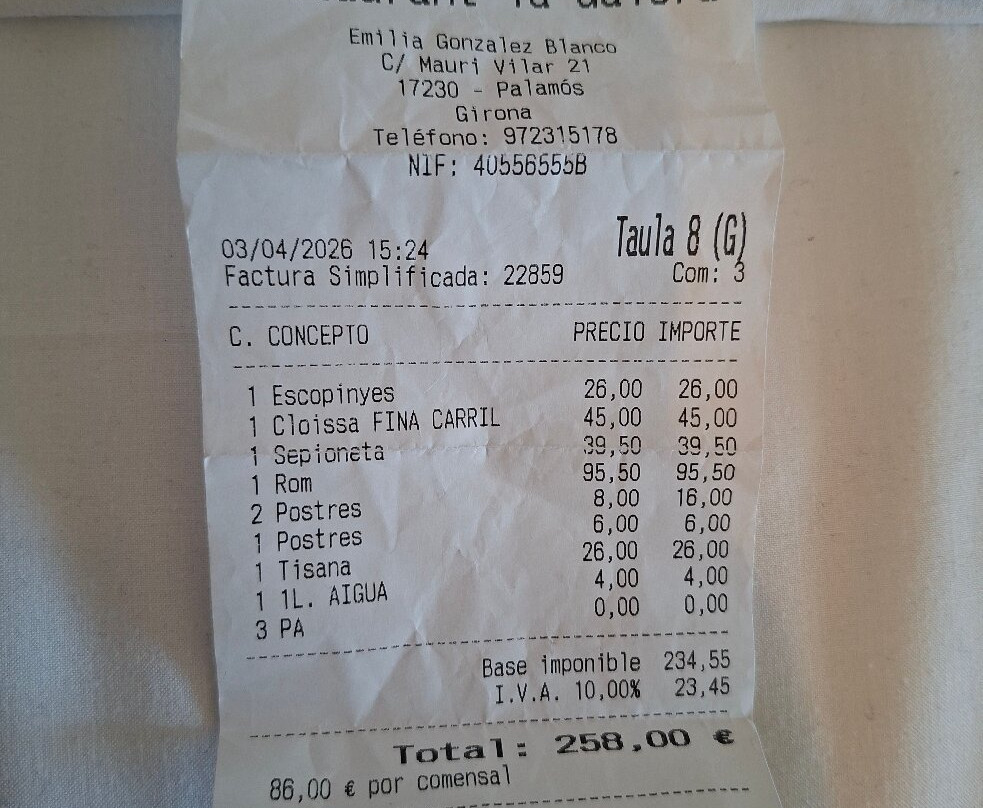 Emilia Gonzalez Blanco
C/ Mauri Vilar 21
17230 - Palamós
Girona
Teléfono: 972315178
NIF: 40556555B
Taula 8 (G)
03/04/2026 15:24
Factura Simplificada: 22859 Com: 3
C. CONCEPTO PRECIO IMPORTE
1 Escopinyes 26,00 26,00
1 Cloissa FINA CARRIL 45,00 45,00
1 Sepioneta 39,50 39,50
1 Rom 95,50 95,50
2 Postres 8,00 16,00
1 Postres 6,00 6,00
1 Tisana 26,00 26,00
1 1L. AIGUA 4,00 4,00
3 PA 0,00 0,00
Base imponible 234,55
I.V.A. 10,00% 23,45
Total: 258,00 €
86,00 € por comensal